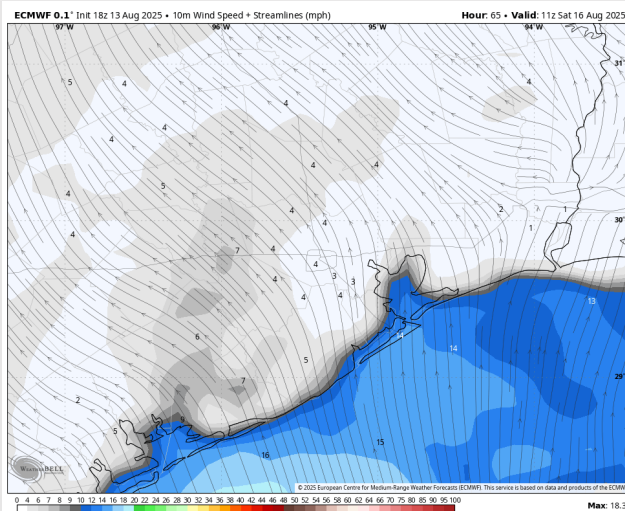 ECMWF 0.1° Init 18z 13 Aug 2025 • 10m Wind Speed + Streamlines (mph) Hour: 65 • Valid: 11z Sat 16 Aug 2025
97°W 96°W 95°W 94°W
31°
5 4 4
4
4 4
4 4
5
4 4 2 1
30°
4 4 1
7 4
4 3 3
4 4
13
6 14
14
5
29°
7
2
9
5
15
16
WEATHERBELL
© 2025 European Centre for Medium-Range Weather Forecasts (ECMWF). This service is based on data and products of the ECMW
0 4 6 7 8 9 10 12 14 16 18 20 22 24 26 28 30 32 34 36 38 40 42 44 46 48 50 52 54 56 58 60 65 70 75 80 85 90 95 100
Max: 18.3